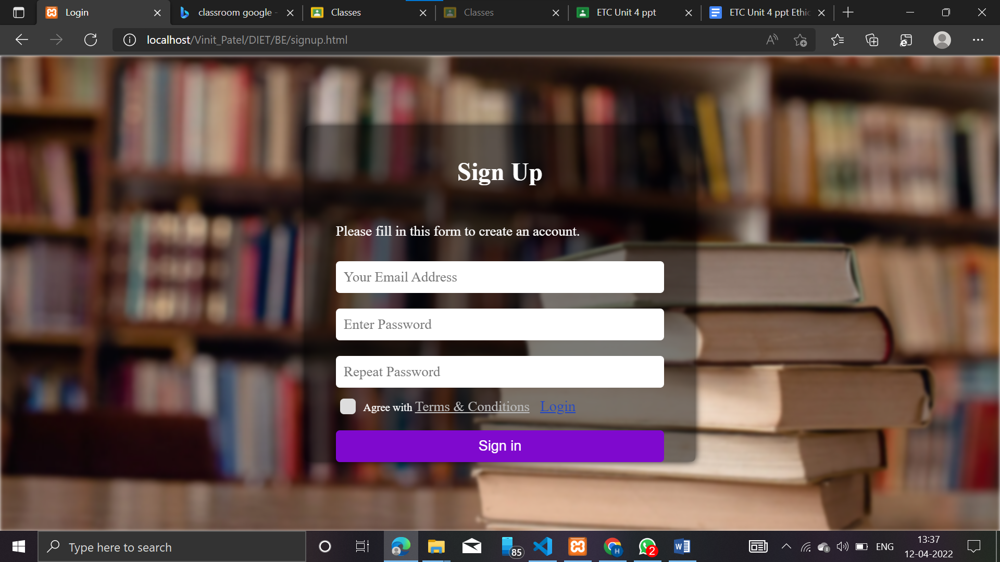 Login
classroom google -
Classes
Classes
ETC Unit 4 ppt
ETC Unit 4 ppt Ethic
localhost/Vinit_Patel/DIET/BE/signup.html
Sign Up
Please fill in this form to create an account.
Your Email Address
Enter Password
Repeat Password
Agree with Terms & Conditions Login
Sign in
Type here to search
85
H
2
W
ENG
13:37
12-04-2022